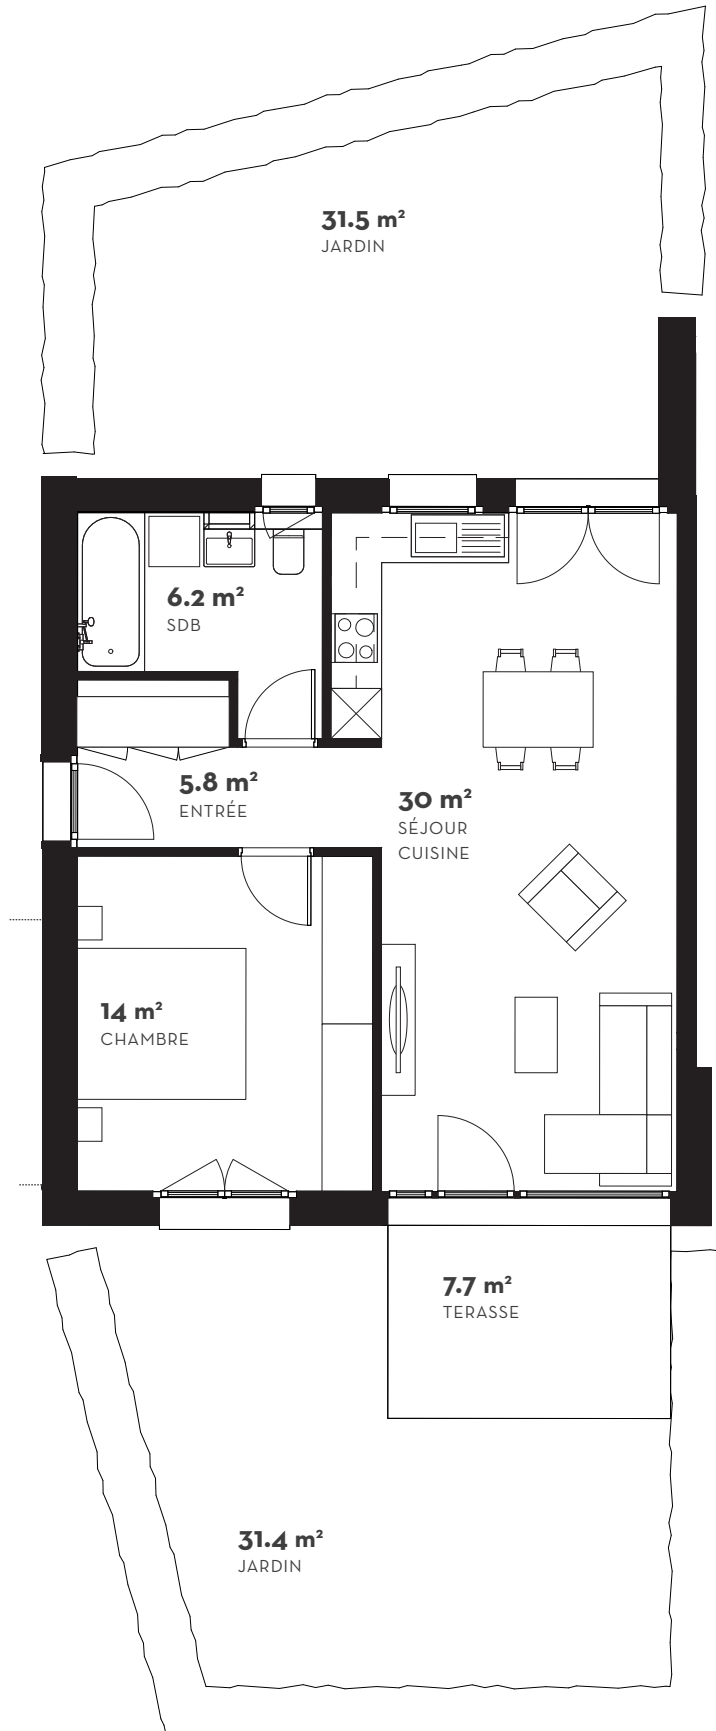 31.5 m²
JARDIN
6.2 m²
SDB
5.8 m²
ENTRÉE
30 m²
SÉJOUR
CUISINE
14 m²
CHAMBRE
7.7 m²
TERASSE
31.4 m²
JARDIN